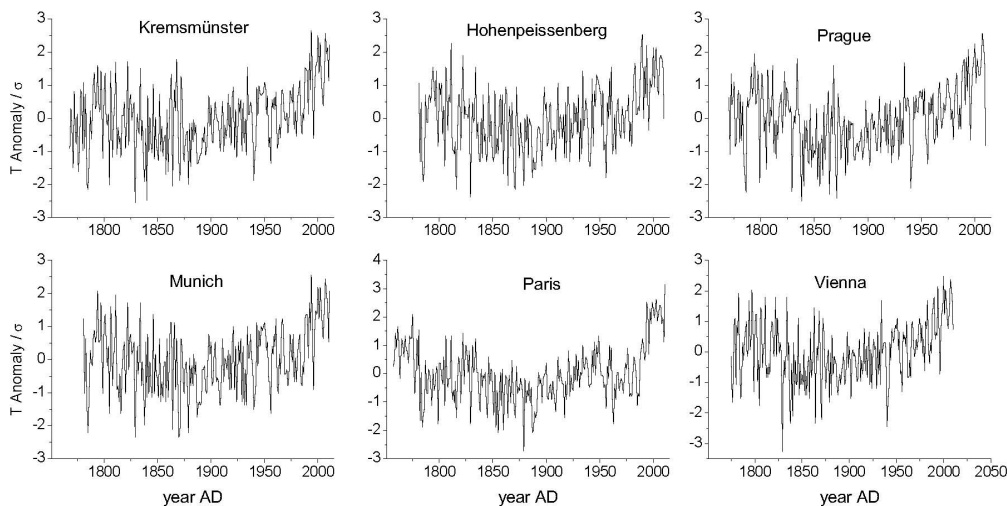 Kremsmünster
3
2
1
0
-1
-2
-3
T Anomaly / σ
1800 1850 1900 1950 2000
Hohenpeissenberg
3
2
1
0
-1
-2
-3
1800 1850 1900 1950 2000
Prague
3
2
1
0
-1
-2
-3
1800 1850 1900 1950 2000
Munich
3
2
1
0
-1
-2
-3
T Anomaly / σ
1800 1850 1900 1950 2000
year AD
Paris
4
3
2
1
0
-1
-2
-3
1800 1850 1900 1950 2000
year AD
Vienna
3
2
1
0
-1
-2
-3
1800 1850 1900 1950 2000 2050
year AD